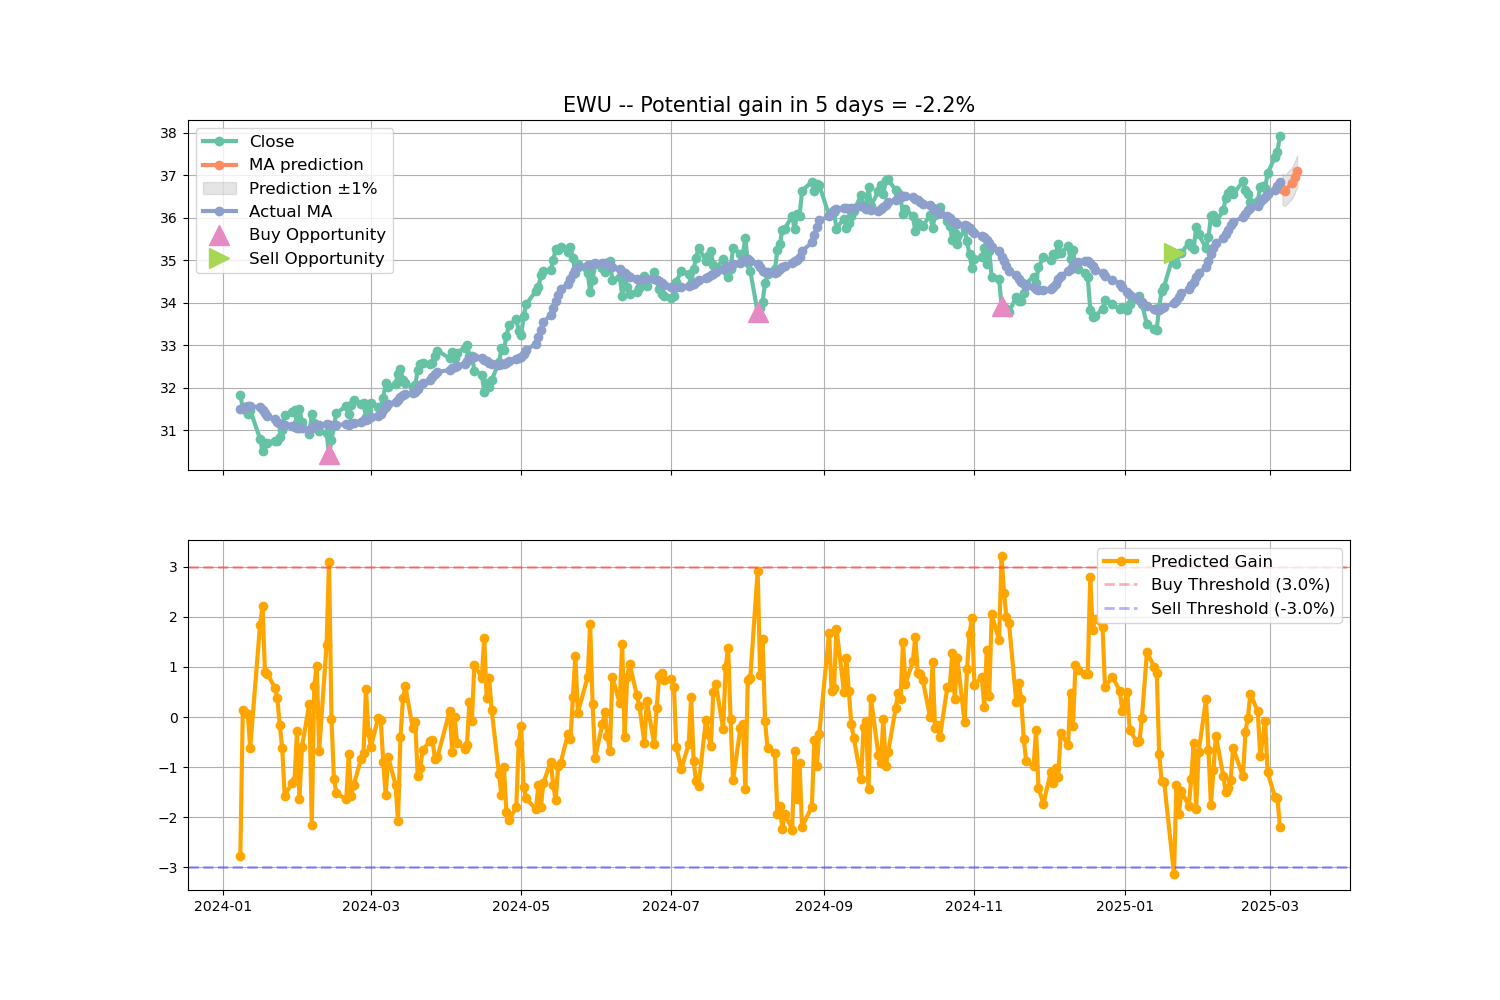 EWU -- Potential gain in 5 days = -2.2%
38
37
36
35
34
33
32
31
Close
MA prediction
Prediction ±1%
Actual MA
Buy Opportunity
Sell Opportunity
3
2
1
0
−1
−2
−3
Predicted Gain
Buy Threshold (3.0%)
Sell Threshold (-3.0%)
2024-01
2024-03
2024-05
2024-07
2024-09
2024-11
2025-01
2025-03